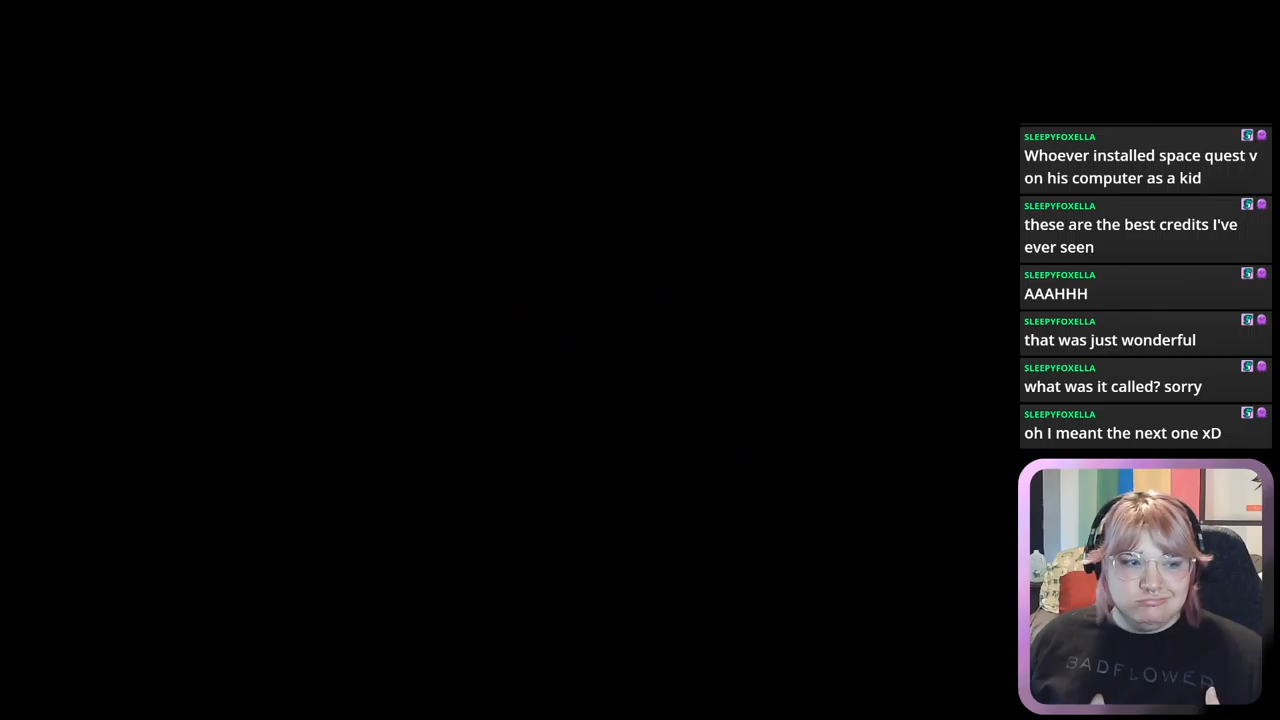 SLEEPYFOXELLA
Whoever installed space quest v
on his computer as a kid
SLEEPYFOXELLA
these are the best credits I've
ever seen
SLEEPYFOXELLA
AAAHHH
SLEEPYFOXELLA
that was just wonderful
SLEEPYFOXELLA
what was it called? sorry
SLEEPYFOXELLA
oh I meant the next one xD
BADFLOWER